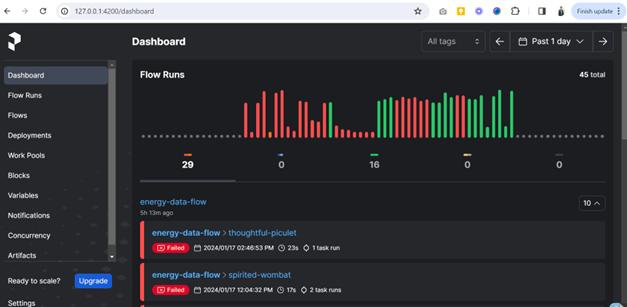 127.0.0.1:4200/dashboard
Finish update
Dashboard
All tags
Past 1 day
Dashboard
Flow Runs
Flows
Deployments
Work Pools
Blocks
Variables
Notifications
Concurrency
Artifacts
Ready to scale?
Upgrade
Settings
Flow Runs
45 total
29
0
16
0
0
energy-data-flow
5h 13m ago
10
energy-data-flow > thoughtful-piculet
Failed 2024/01/17 02:46:53 PM 23s 1 task run
energy-data-flow > spirited-wombat
Failed 2024/01/17 12:04:32 PM 17s 2 task runs